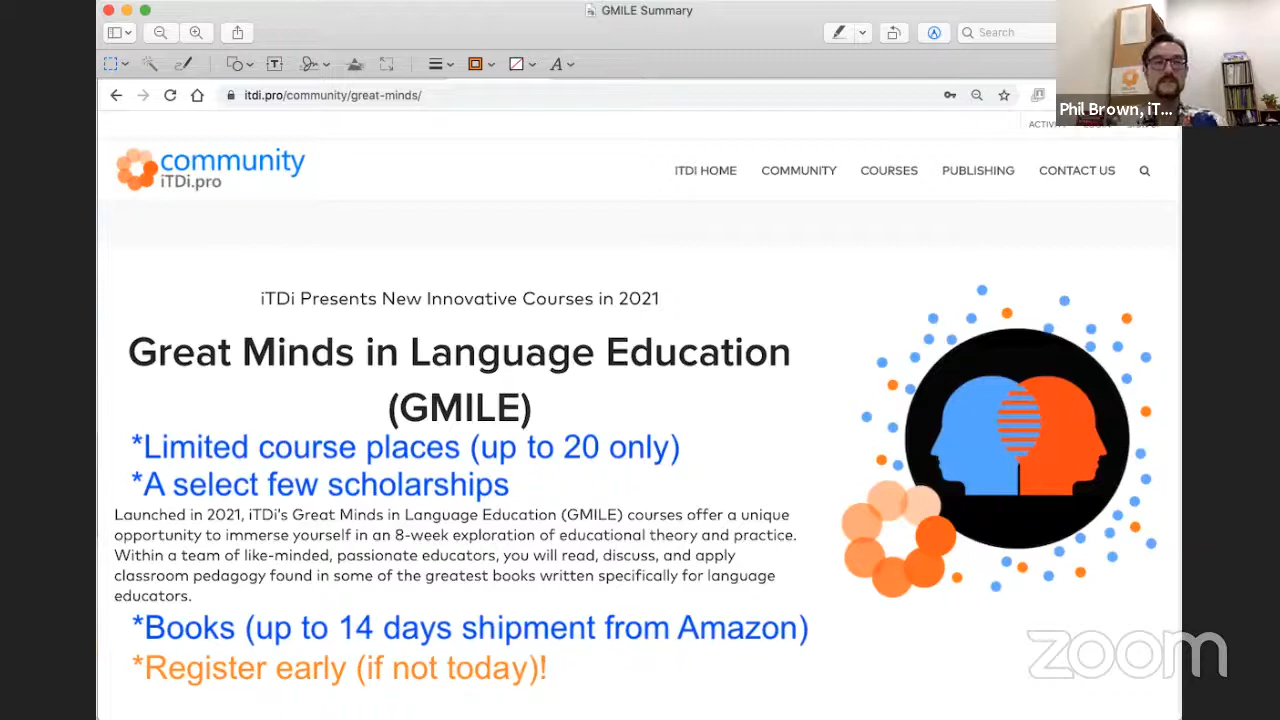 GMILE Summary
Search
itdi.pro/community/great-minds/
Phil Brown, iT...
community
iTDi.pro
ITDI HOME
COMMUNITY
COURSES
PUBLISHING
CONTACT US
iTDi Presents New Innovative Courses in 2021
Great Minds in Language Education
(GMILE)
*Limited course places (up to 20 only)
*A select few scholarships
Launched in 2021, iTDi's Great Minds in Language Education (GMILE) courses offer a unique
opportunity to immerse yourself in an 8-week exploration of educational theory and practice.
Within a team of like-minded, passionate educators, you will read, discuss, and apply
classroom pedagogy found in some of the greatest books written specifically for language
educators.
*Books (up to 14 days shipment from Amazon)
*Register early (if not today)!
zoom